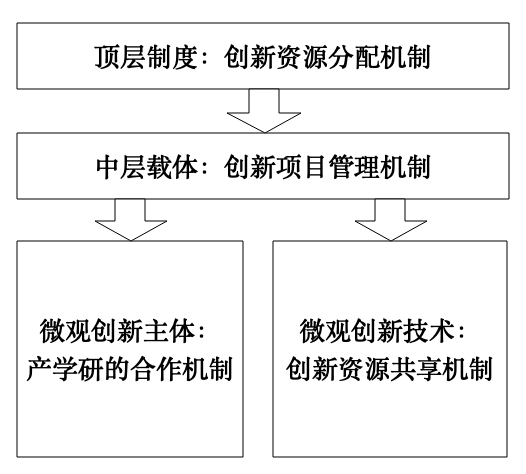 顶层制度：创新资源分配机制
中层载体：创新项目管理机制
微观创新主体：
产学研的合作机制
微观创新技术：
创新资源共享机制